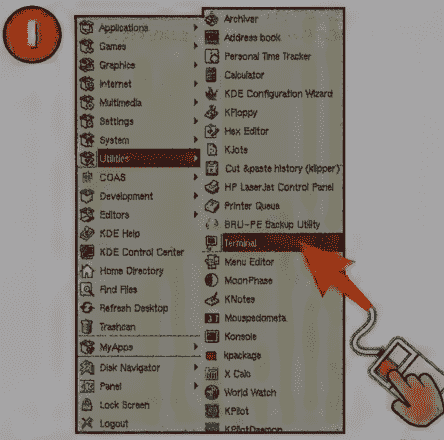 1
Applications
Games
Graphics
Internet
Multimedia
Settings
System
Utilities
COAS
Development
Editors
KDE Help
KDE Control Center
Home Directory
Find Files
Refresh Desktop
Trashcan
MyApps
Disk Navigator
Panel
Lock Screen
Logout
Archiver
Address book
Personal Time Tracker
Calculator
KDE Configuration Wizard
KFloppy
Hex Editor
KJots
Cut &paste history (klipper)
HP LaserJet Control Panel
Printer Queue
BRU-PE Backup Utility
Terminal
Menu Editor
MoonPhase
KNotes
Mouspedometa
Konsole
kpackage
X Calc
World Watch
KPilot
KPilotDaemon